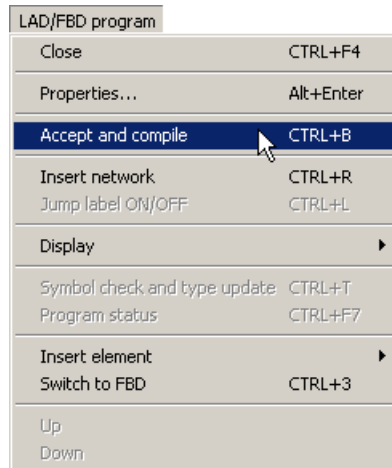 LAD/FBD program
Close CTRL+F4
Properties... Alt+Enter
Accept and compile CTRL+B
Insert network CTRL+R
Jump label ON/OFF CTRL+L
Display
Symbol check and type update CTRL+T
Program status CTRL+F7
Insert element
Switch to FBD CTRL+3
Up
Down